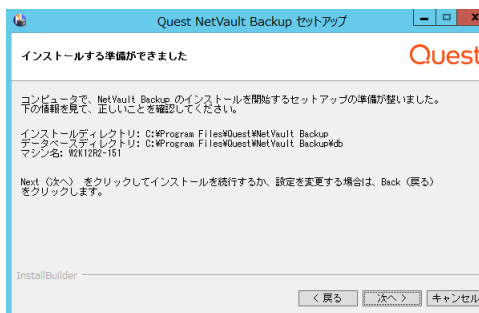 Quest NetVault Backup セットアップ
インストールする準備ができました
Quest
コンピュータで、NetVault Backup のインストールを開始するセットアップの準備が整いました。
下の情報を見て、正しいことを確認してください。
インストールディレクトリ: C:¥Program Files¥Quest¥NetVault Backup
データベースディレクトリ: C:¥Program Files¥Quest¥NetVault Backup¥db
マシン名: W2K12R2-151
Next（次へ） をクリックしてインストールを続行するか、設定を変更する場合は、Back（戻る）
をクリックします。
InstallBuilder
< 戻る
次へ >
キャンセル